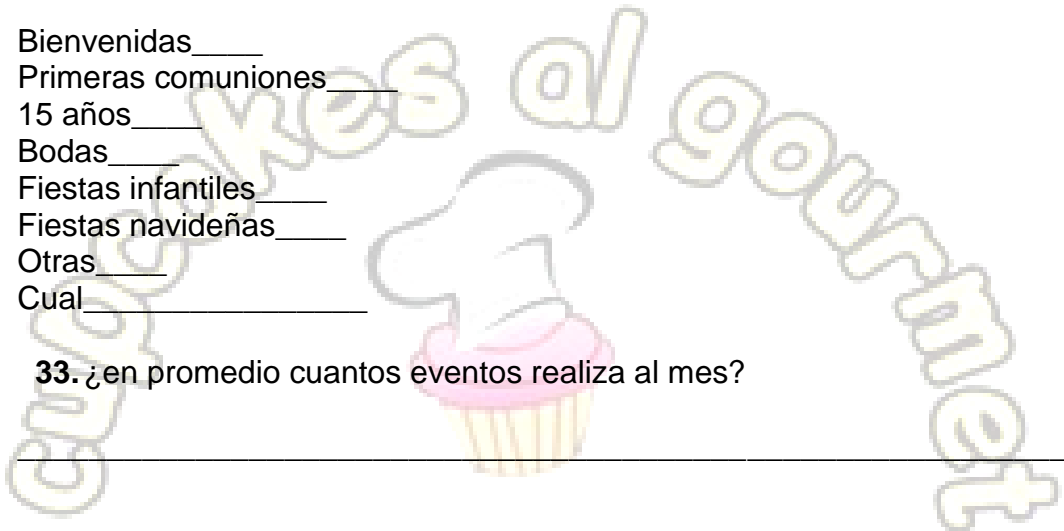 Bienvenidas____
Primeras comuniones____
15 años____
Bodas____
Fiestas infantiles____
Fiestas navideñas____
Otras____
Cual________________
33. ¿en promedio cuantos eventos realiza al mes?
cupcakes al gourmet